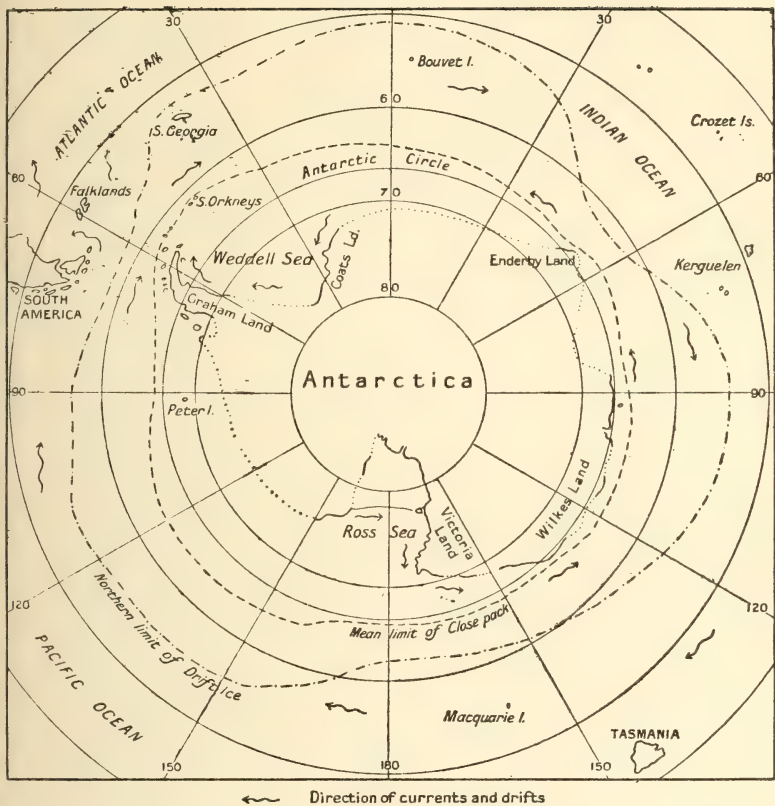 30
30
ATLANTIC OCEAN
Bouvet I.
60
INDIAN OCEAN
Crozet Is.
S. Georgia
Antarctic Circle
60
60
Falklands
S. Orkneys
70
Weddell Sea
Coats Ld.
Enderby Land
Kerguelen
80
SOUTH
AMERICA
Graham Land
Antarctica
90
90
Peter I.
Ross Sea
Victoria
Land
Wilkes Land
120
120
Northern limit of Drift Ice
Mean limit of Close pack
PACIFIC OCEAN
Macquarie I.
TASMANIA
150
180
150
Direction of currents and drifts